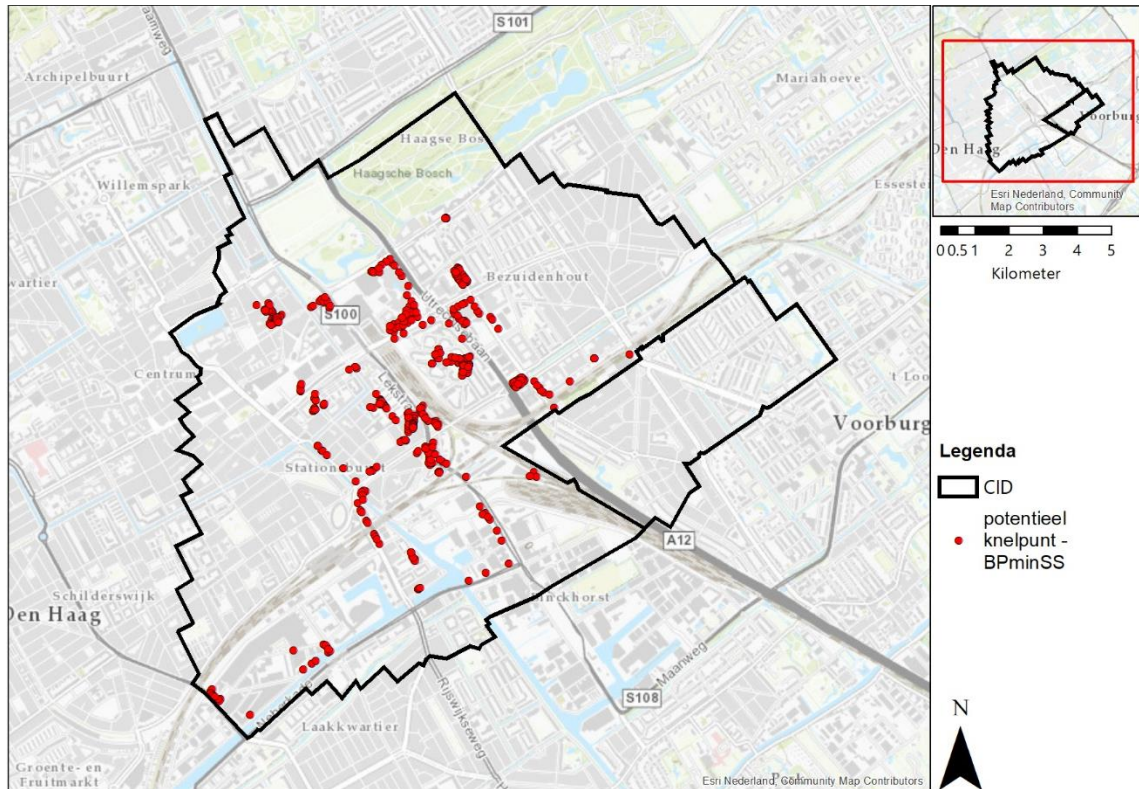 S101
Archipelbuurt
Mariahoeve
Haagse Bos
Haagsche Bosch
Willemspark
Essester
kwartier
Bezuidenhout
Utrechtsebaan
S100
Lekstraat
Centrum
't Loo
Voorburg
Stationsbuurt
A12
Schilderswijk
Den Haag
Binckhorst
Maanweg
S108
Rijswijkseweg
Laakkwartier
Groente- en
Fruitmarkt
Esri Nederland, Community Map Contributors
Voorburg
Den Haag
Esri Nederland, Community
Map Contributors
0 0.5 1 2 3 4 5
Kilometer
Legenda
CID
potentieel
knelpunt -
BPminSS
N